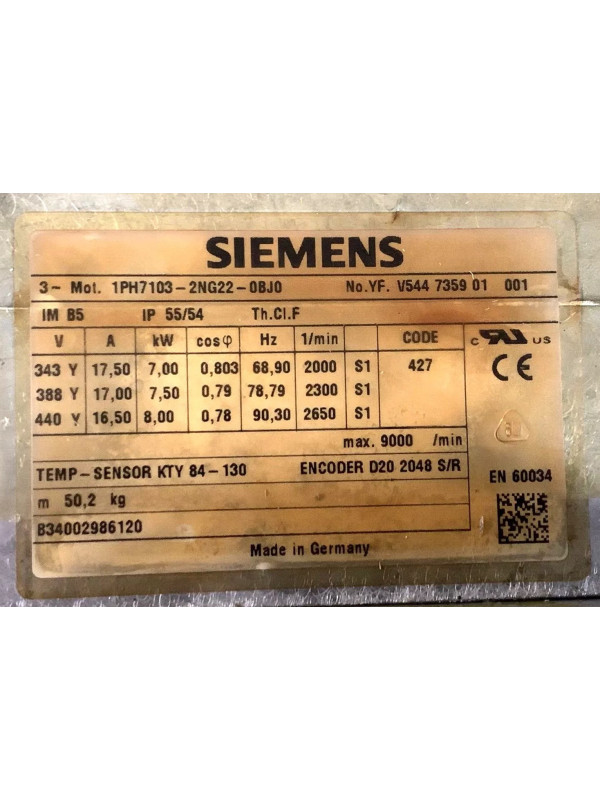 SIEMENS
3~ Mot. 1PH7103-2NG22-0BJ0 No.YF. V544 7359 01 001
IM B5 IP 55/54 Th.Cl.F
V A kW cosφ Hz 1/min CODE
343 Y 17,50 7,00 0,803 68,90 2000 S1 427
388 Y 17,00 7,50 0,79 78,79 2300 S1
440 Y 16,50 8,00 0,78 90,30 2650 S1
c RU US
CE
max. 9000 /min
TEMP-SENSOR KTY 84-130 ENCODER D20 2048 S/R
EN 60034
m 50,2 kg
B34002986120
Made in Germany